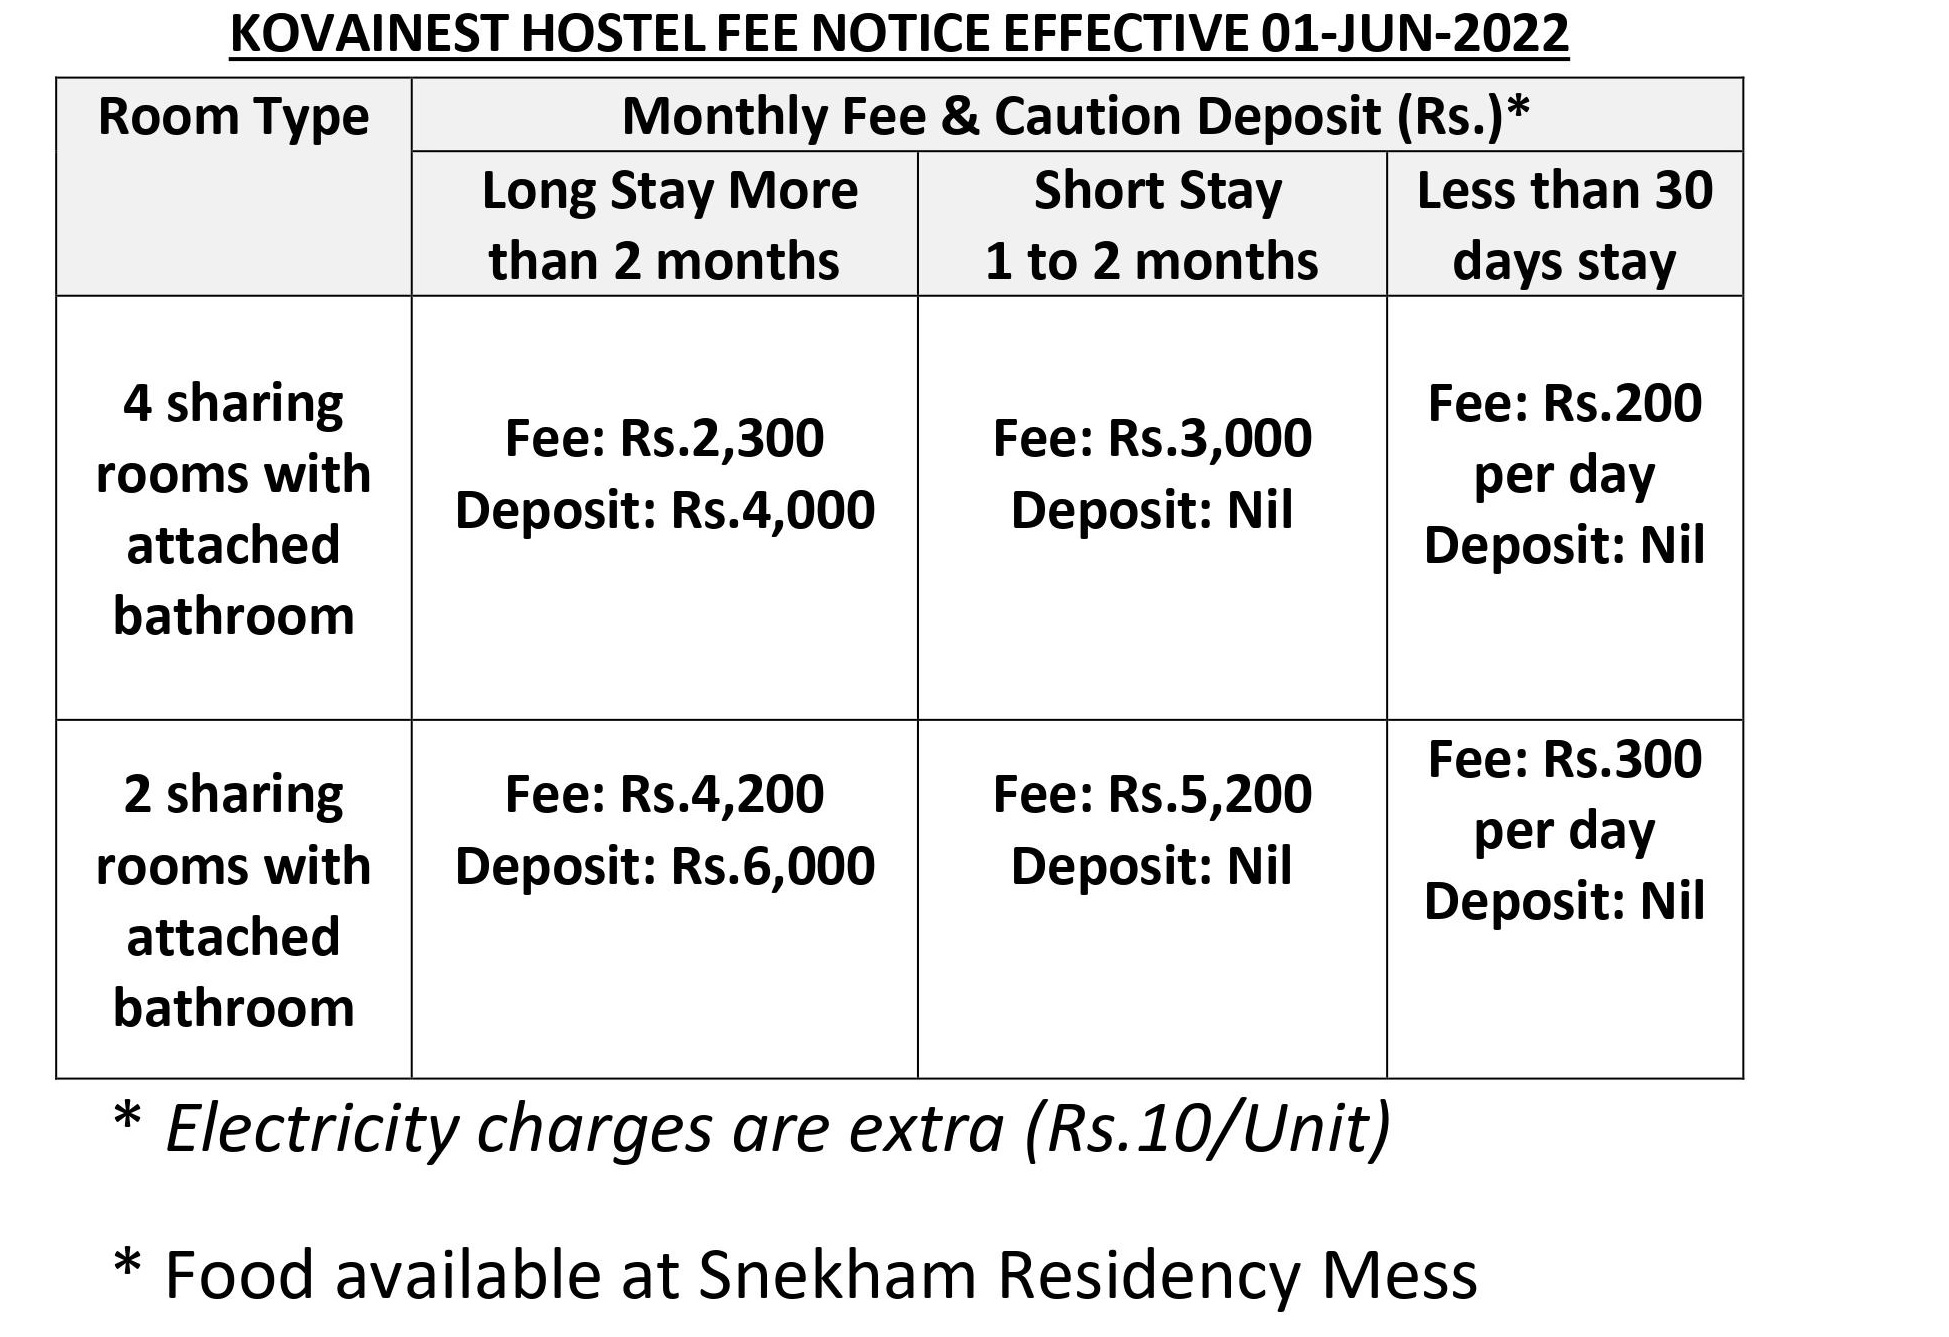 KOVAINEST HOSTEL FEE NOTICE EFFECTIVE 01-JUN-2022
Room Type
Monthly Fee & Caution Deposit (Rs.)*
Long Stay More
than 2 months
Short Stay
1 to 2 months
Less than 30
days stay
4 sharing
rooms with
attached
bathroom
Fee: Rs.2,300
Deposit: Rs.4,000
Fee: Rs.3,000
Deposit: Nil
Fee: Rs.200
per day
Deposit: Nil
2 sharing
rooms with
attached
bathroom
Fee: Rs.4,200
Deposit: Rs.6,000
Fee: Rs.5,200
Deposit: Nil
Fee: Rs.300
per day
Deposit: Nil
* Electricity charges are extra (Rs.10/Unit)
* Food available at Snekham Residency Mess